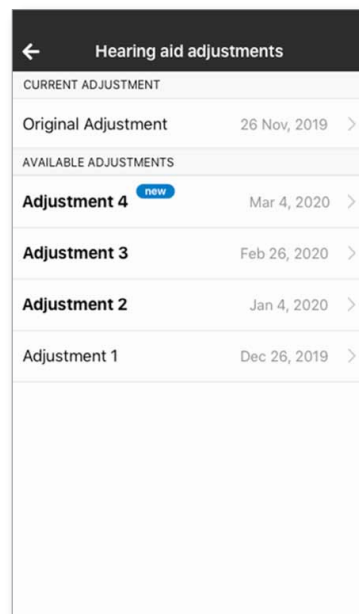 Hearing aid adjustments
CURRENT ADJUSTMENT
Original Adjustment 26 Nov, 2019
AVAILABLE ADJUSTMENTS
Adjustment 4 new Mar 4, 2020
Adjustment 3 Feb 26, 2020
Adjustment 2 Jan 4, 2020
Adjustment 1 Dec 26, 2019